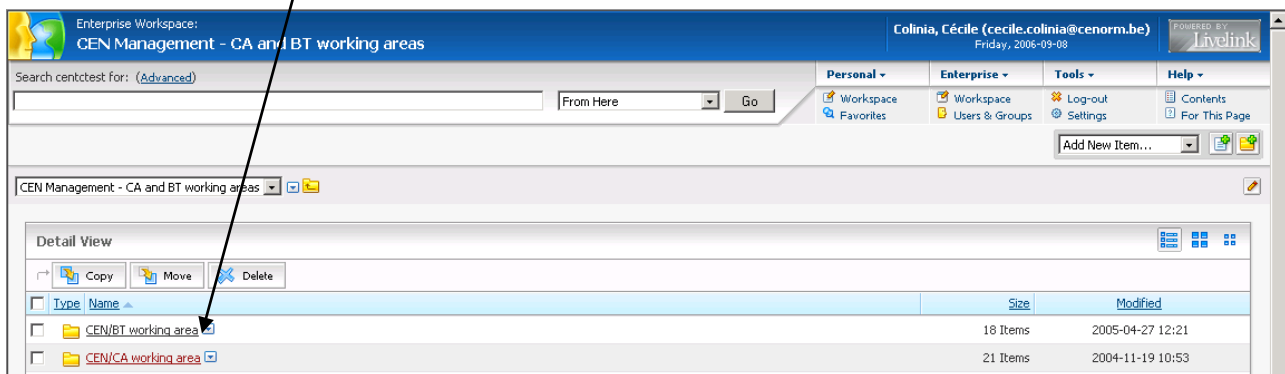 Enterprise Workspace:
CEN Management - CA and BT working areas
Colinia, Cécile (cecile.colinia@cenorm.be)
Friday, 2006-09-08
POWERED BY
Livelink
Search centctest for: (Advanced)
From Here Go
Personal Enterprise Tools Help
Workspace Workspace Log-out Contents
Favorites Users & Groups Settings For This Page
Add New Item...
CEN Management - CA and BT working areas
Detail View
Copy Move Delete
Type Name Size Modified
CEN/BT working area 18 Items 2005-04-27 12:21
CEN/CA working area 21 Items 2004-11-19 10:53